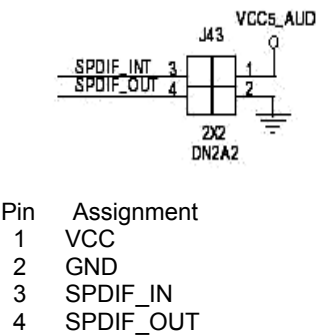 VCC5_AUD
J43
SPDIF_INT 3 1
SPDIF_OUT 4 2
2X2
DN2A2
Pin Assignment
1 VCC
2 GND
3 SPDIF_IN
4 SPDIF_OUT